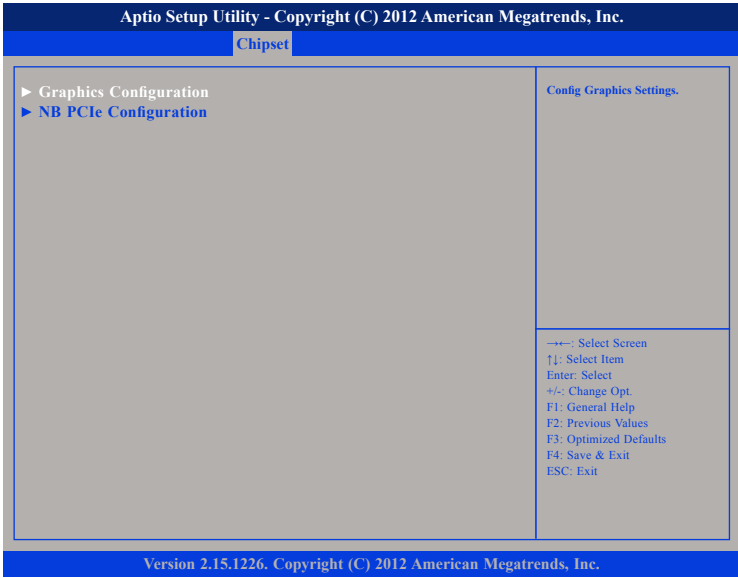 Aptio Setup Utility - Copyright (C) 2012 American Megatrends, Inc.
Chipset
► Graphics Configuration
► NB PCIe Configuration
Config Graphics Settings.
→←: Select Screen
↑↓: Select Item
Enter: Select
+/-: Change Opt.
F1: General Help
F2: Previous Values
F3: Optimized Defaults
F4: Save & Exit
ESC: Exit
Version 2.15.1226. Copyright (C) 2012 American Megatrends, Inc.